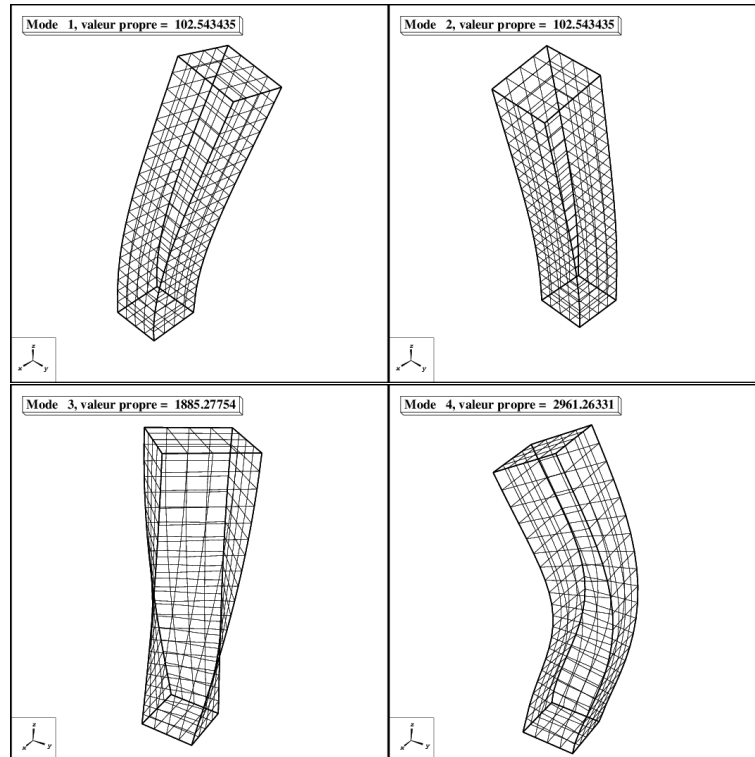 Mode 1, valeur propre = 102.543435
z
x y
Mode 2, valeur propre = 102.543435
z
x y
Mode 3, valeur propre = 1885.27754
z
x y
Mode 4, valeur propre = 2961.26331
z
x y